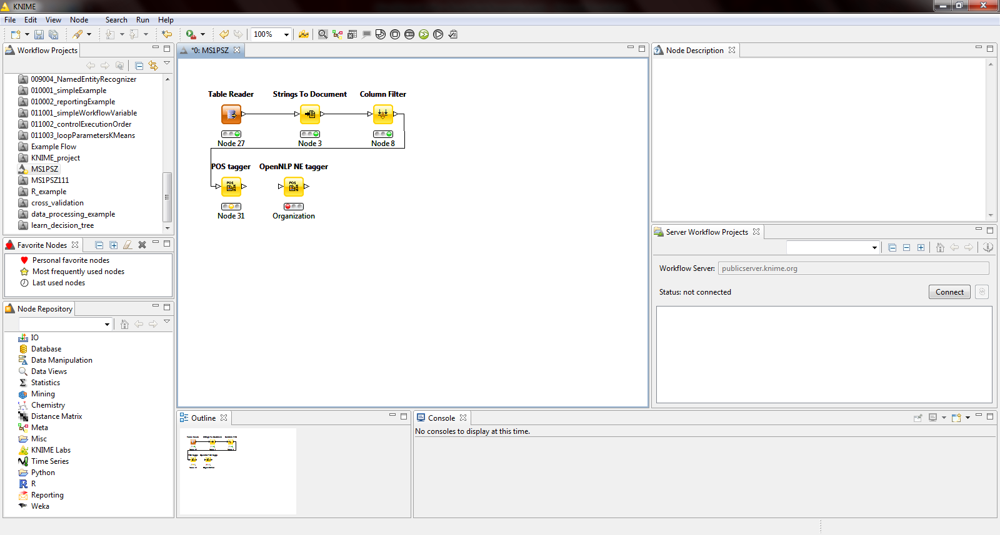 KNIME
File Edit View Node Search Run Help
100%
Workflow Projects
009004_NamedEntityRecognizer
010001_simpleExample
010002_reportingExample
011001_simpleWorkflowVariable
011002_controlExecutionOrder
011003_loopParametersKMeans
Example Flow
KNIME_project
MS1PSZ
MS1PSZ111
R_example
cross_validation
data_processing_example
learn_decision_tree
Favorite Nodes
Personal favorite nodes
Most frequently used nodes
Last used nodes
Node Repository
IO
Database
Data Manipulation
Data Views
Statistics
Mining
Chemistry
Distance Matrix
Meta
Misc
KNIME Labs
Time Series
Python
R
Reporting
Weka
*0: MS1PSZ
Table Reader Strings To Document Column Filter
Node 27 Node 3 Node 8
POS tagger OpenNLP NE tagger
POS POS
Node 31 Organization
Outline
Console
No consoles to display at this time.
Node Description
Server Workflow Projects
Workflow Server: publicserver.knime.org
Status: not connected Connect